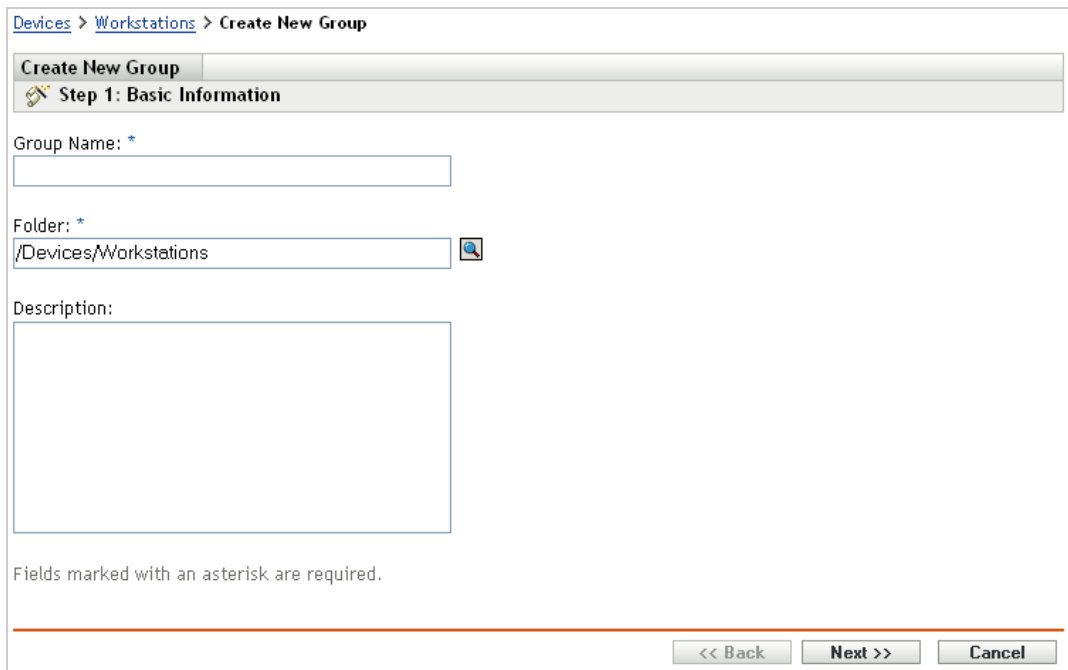 Devices > Workstations > Create New Group
Create New Group
Step 1: Basic Information
Group Name: *
Folder: *
/Devices/Workstations
Description:
Fields marked with an asterisk are required.
<< Back Next >> Cancel